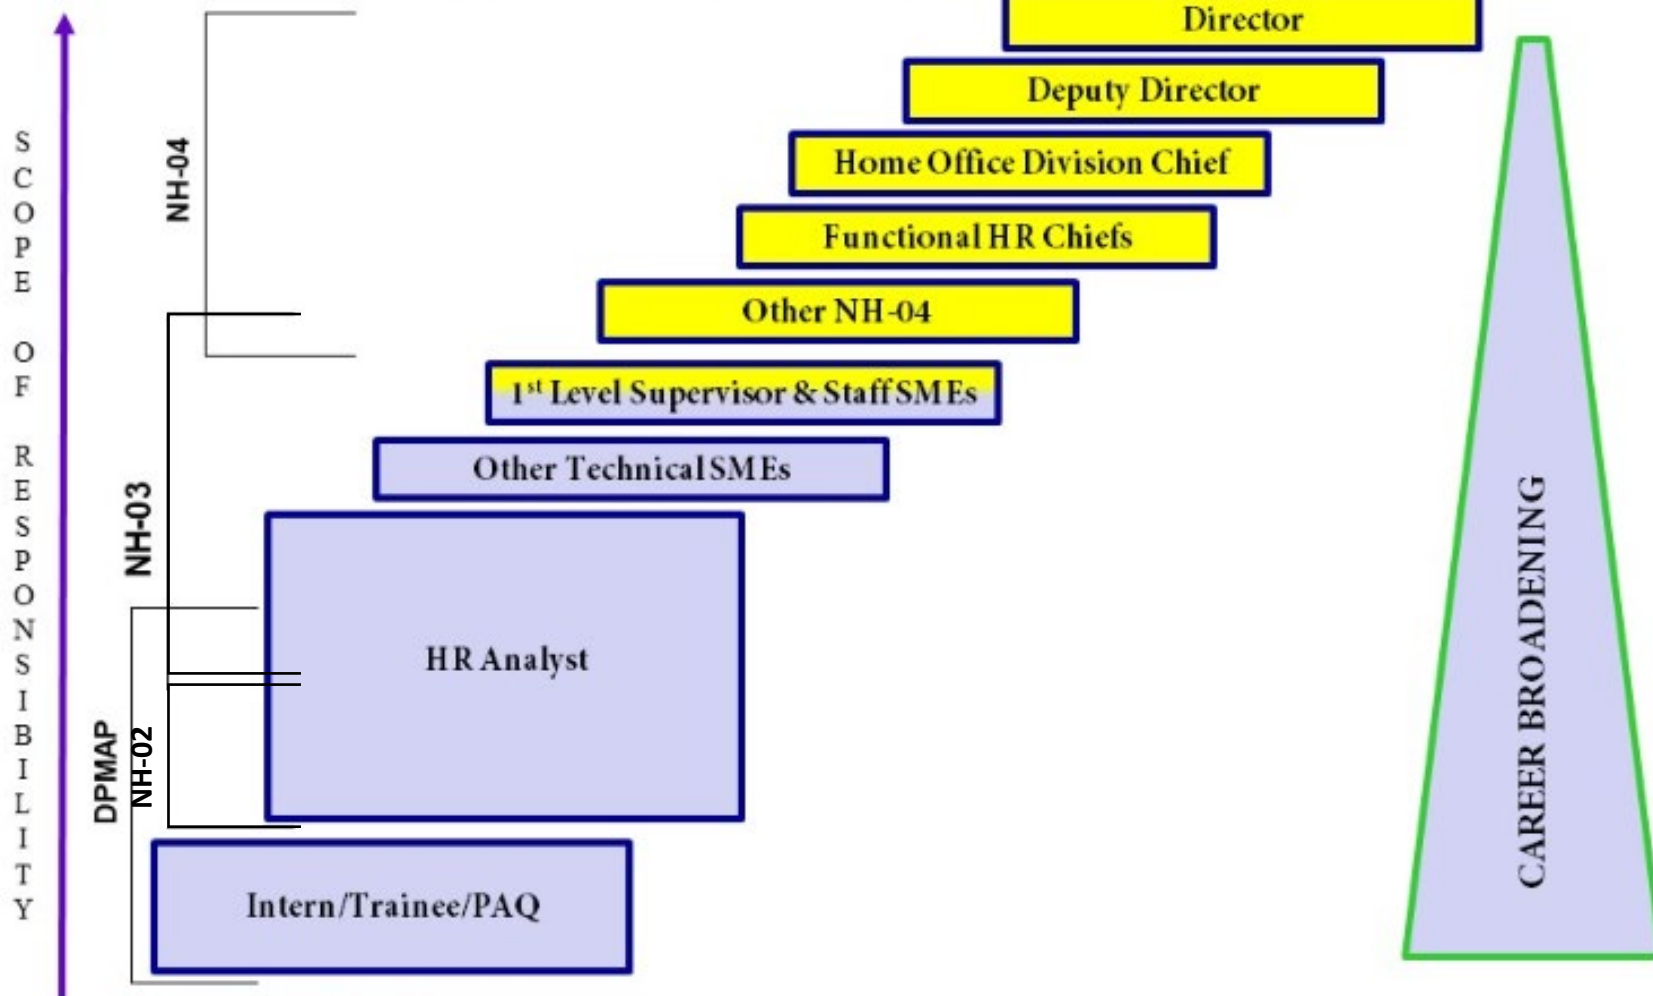 SCOPE OF RESPONSIBILITY
NH-04
NH-03
DPMAP
NH-02
Director
Deputy Director
Home Office Division Chief
Functional HR Chiefs
Other NH-04
1st Level Supervisor & Staff SMEs
Other Technical SMEs
HR Analyst
Intern/Trainee/PAQ
CAREER BROADENING